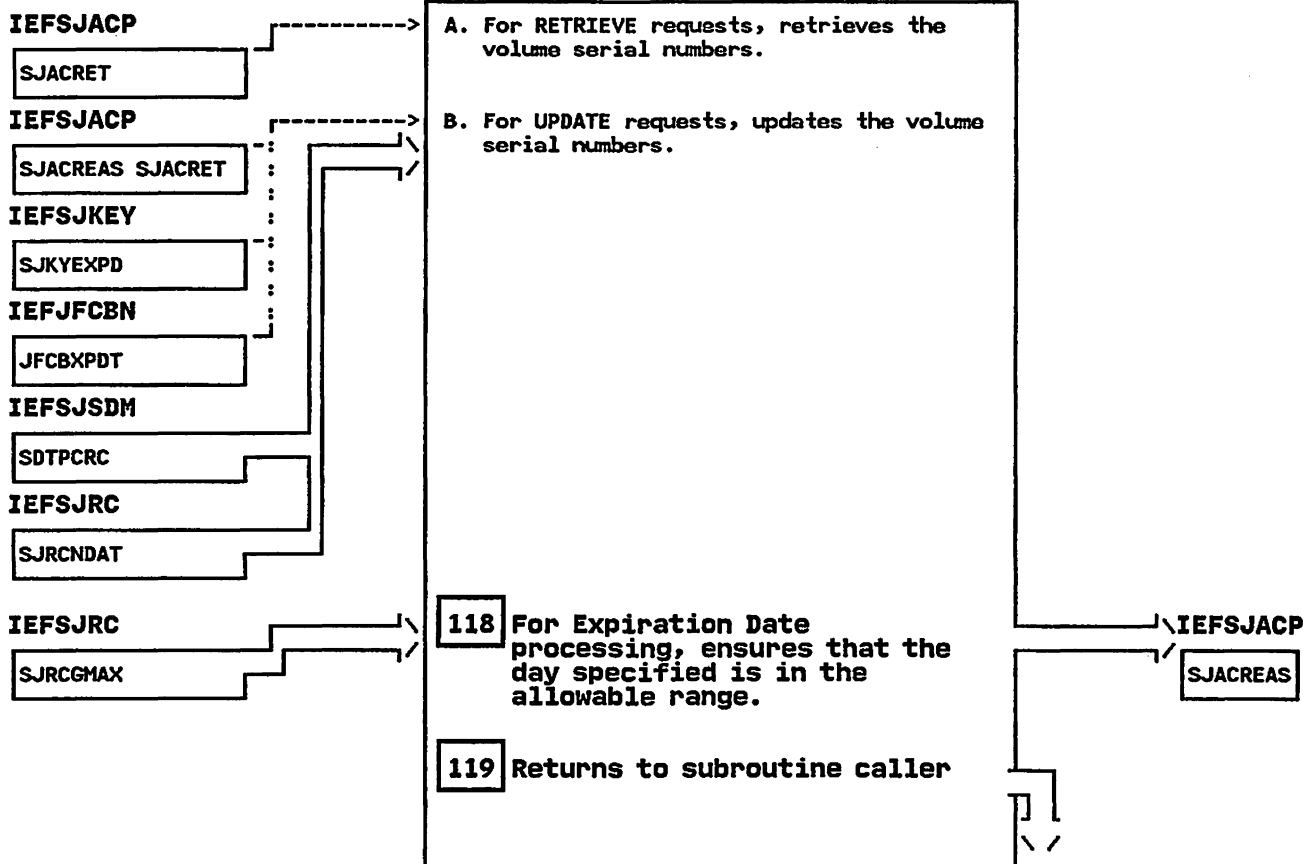 IEFSJACP
SJACRET
A. For RETRIEVE requests, retrieves the
volume serial numbers.
IEFSJACP
SJACREAS SJACRET
B. For UPDATE requests, updates the volume
serial numbers.
IEFSJKEY
SJKYEXPD
IEFJFCBN
JFCBXPDT
IEFSJSDM
SDTPCRC
IEFSJRC
SJRCNDAT
IEFSJRC
SJRCGMAX
118 For Expiration Date
processing, ensures that the
day specified is in the
allowable range.
IEFSJACP
SJACREAS
119 Returns to subroutine caller